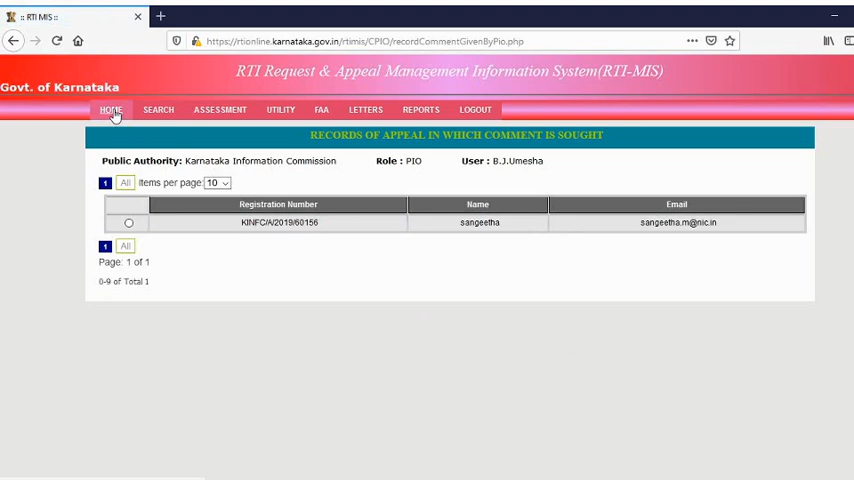 :: RTI MIS ::
https://rtionline.karnataka.gov.in/rtimis/CPIO/recordCommentGivenByPio.php
RTI Request & Appeal Management Information System(RTI-MIS)
Govt. of Karnataka
HOME SEARCH ASSESSMENT UTILITY FAA LETTERS REPORTS LOGOUT
RECORDS OF APPEAL IN WHICH COMMENT IS SOUGHT
Public Authority: Karnataka Information Commission Role : PIO User : B.J.Umesha
1 All Items per page: 10
Registration Number Name Email
KINFC/A/2019/60156 sangeetha sangeetha.m@nic.in
1 All
Page: 1 of 1
0-9 of Total 1